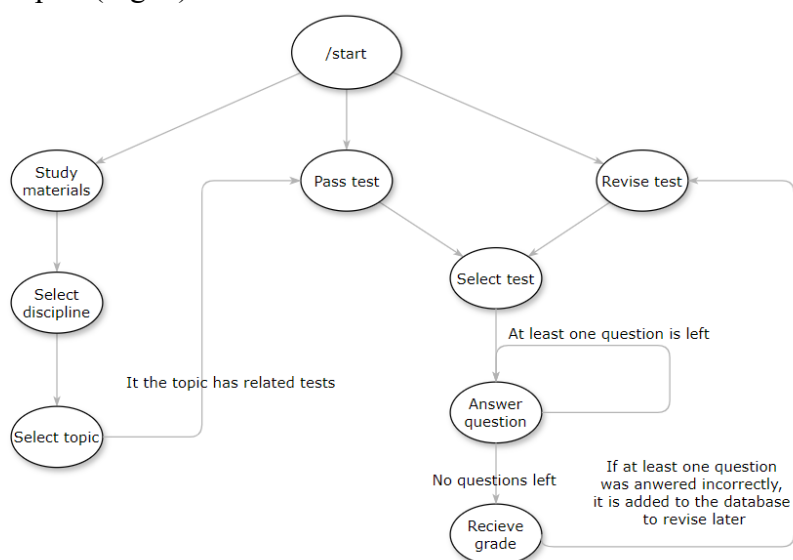 /start
Study
materials
Pass test
Revise test
Select
discipline
Select test
At least one question is left
It the topic has related tests
Answer
question
Select topic
No questions left
If at least one question
was anwered incorrectly,
it is added to the database
to revise later
Recieve
grade